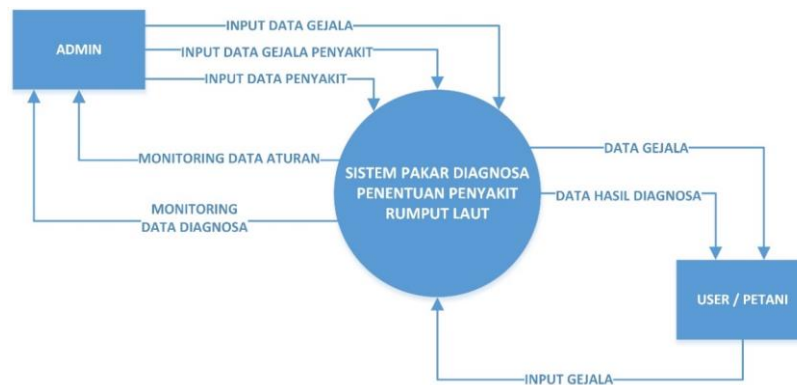 INPUT DATA GEJALA
ADMIN
INPUT DATA GEJALA PENYAKIT
INPUT DATA PENYAKIT
MONITORING DATA ATURAN
SISTEM PAKAR DIAGNOSA
PENENTUAN PENYAKIT
RUMPUT LAUT
DATA GEJALA
DATA HASIL DIAGNOSA
MONITORING
DATA DIAGNOSA
USER / PETANI
INPUT GEJALA